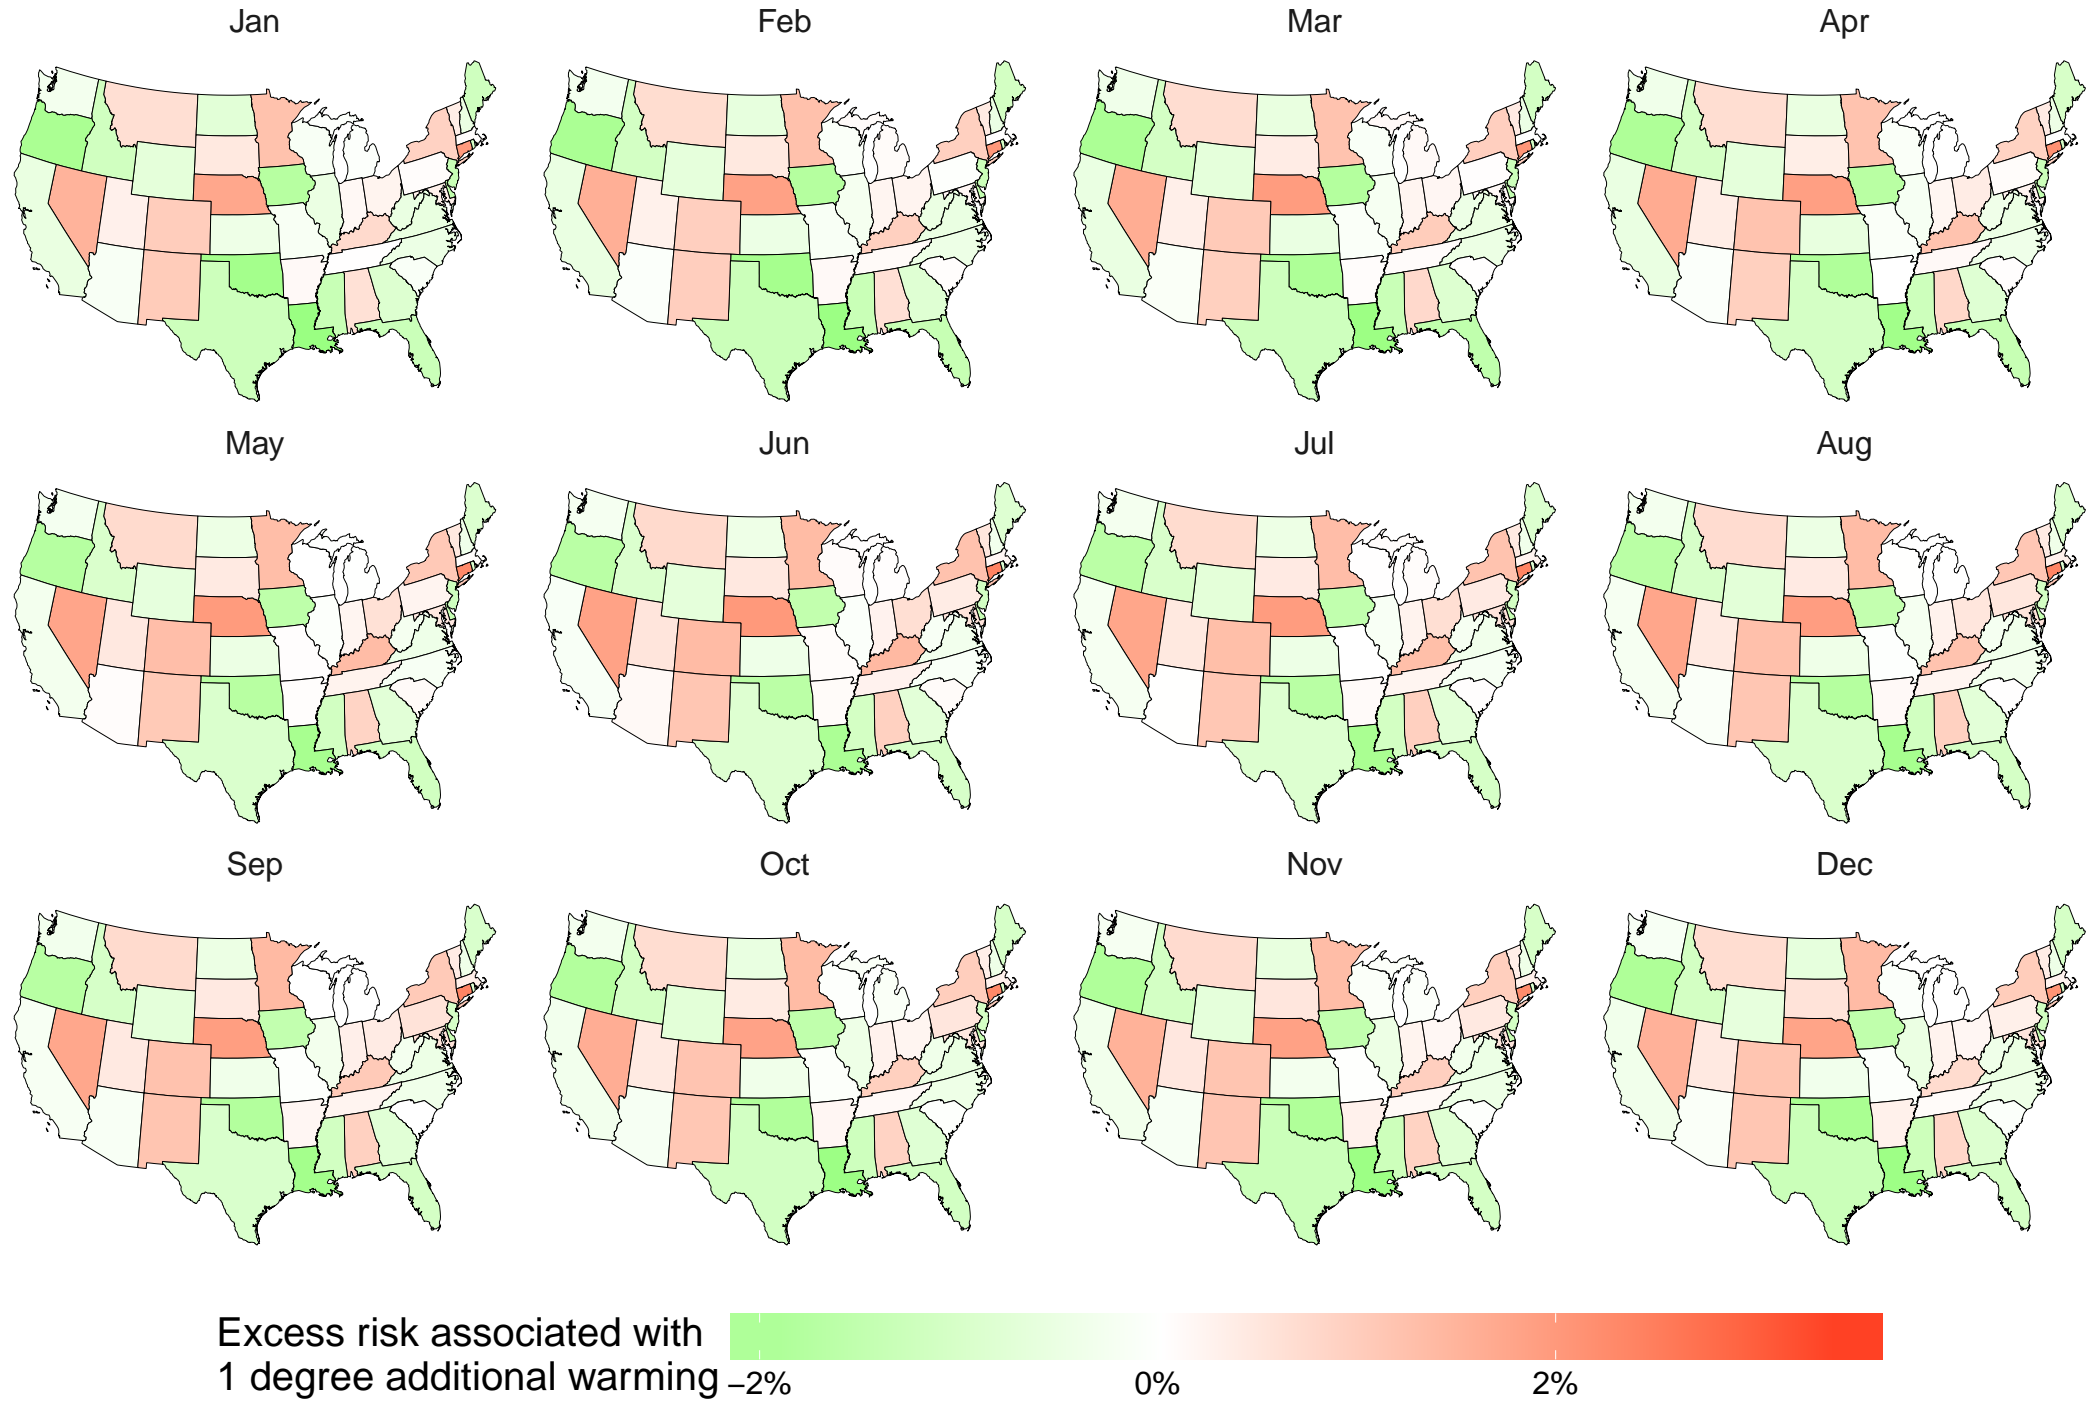 Jan
Feb
Mar
Apr
May
Jun
Jul
Aug
Sep
Oct
Nov
Dec
Excess risk associated with
1 degree additional warming
−2%
0%
2%